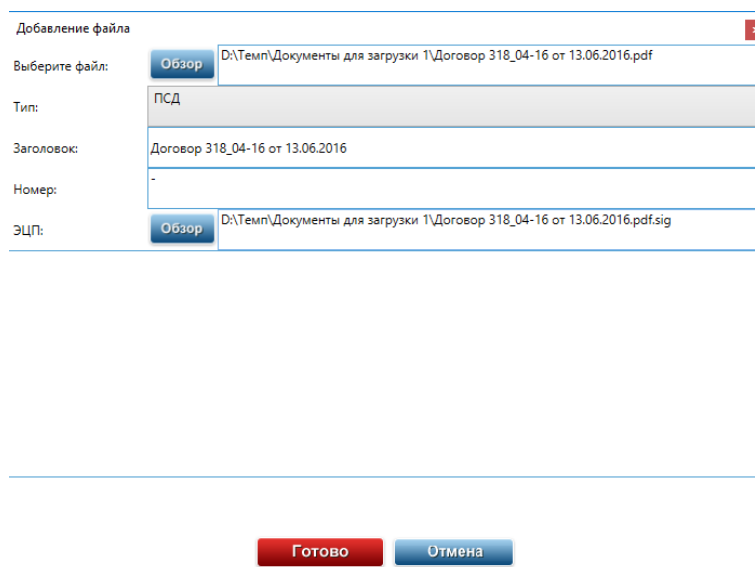 Добавление файла
Выберите файл: Обзор D:\Темп\Документы для загрузки 1\Договор 318_04-16 от 13.06.2016.pdf
Тип: ПСД
Заголовок: Договор 318_04-16 от 13.06.2016
Номер: -
ЭЦП: Обзор D:\Темп\Документы для загрузки 1\Договор 318_04-16 от 13.06.2016.pdf.sig
Готово Отмена